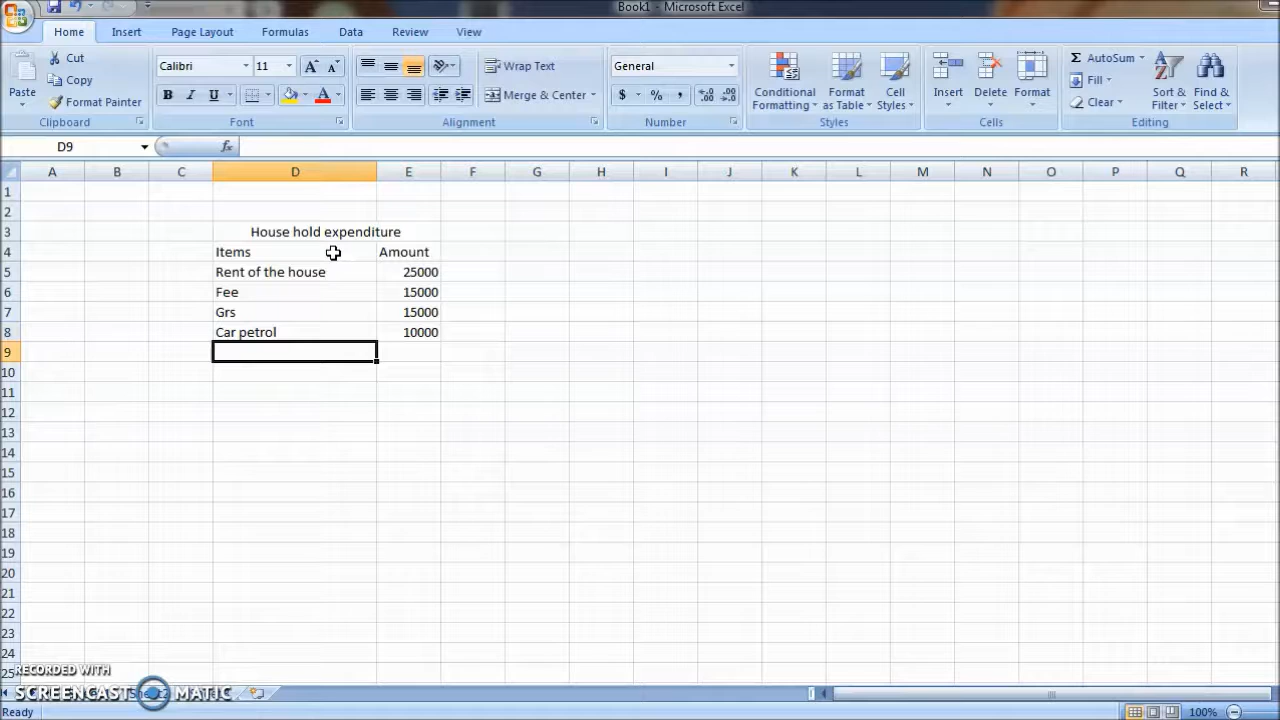 Book1 - Microsoft Excel
Home Insert Page Layout Formulas Data Review View
Cut
Copy
Format Painter
Paste
Clipboard
Calibri 11
B I U
Font
Wrap Text
Merge & Center
Alignment
General
$ % ,
Number
Conditional Formatting
Format as Table
Cell Styles
Styles
Insert Delete Format
Cells
AutoSum
Fill
Clear
Sort & Filter
Find & Select
Editing
D9 fx
A B C D E F G H I J K L M N O P Q R
1
2
3 House hold expenditure
4 Items Amount
5 Rent of the house 25000
6 Fee 15000
7 Grs 15000
8 Car petrol 10000
9
10
11
12
13
14
15
16
17
18
19
20
21
22
23
24
25
RECORDED WITH
SCREENCAST MATIC
Ready 100%